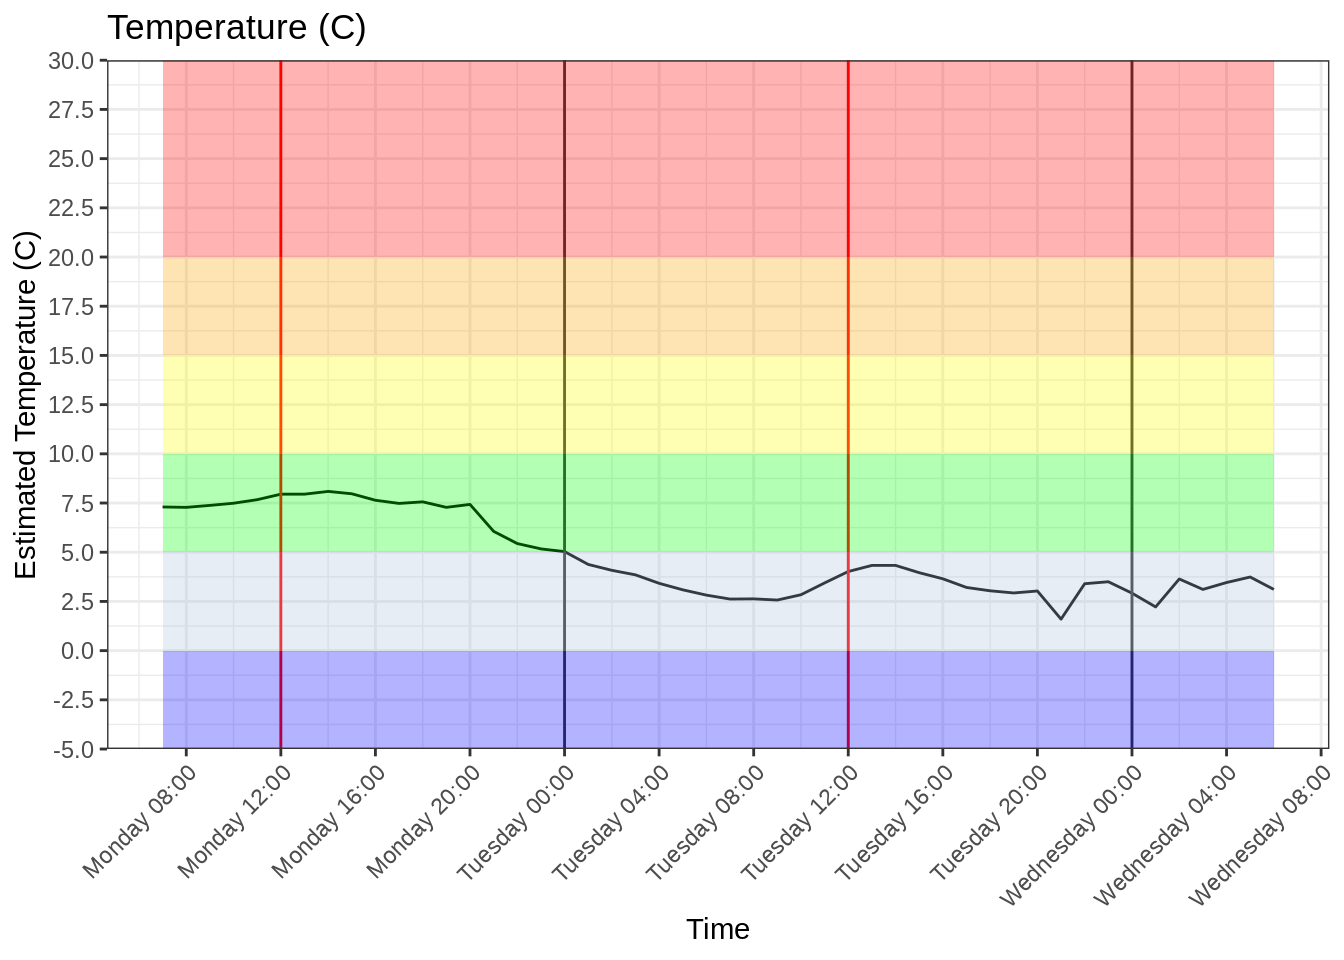 Temperature (C)
Estimated Temperature (C)
30.0
27.5
25.0
22.5
20.0
17.5
15.0
12.5
10.0
7.5
5.0
2.5
0.0
-2.5
-5.0
Monday 08:00
Monday 12:00
Monday 16:00
Monday 20:00
Tuesday 00:00
Tuesday 04:00
Tuesday 08:00
Tuesday 12:00
Tuesday 16:00
Tuesday 20:00
Wednesday 00:00
Wednesday 04:00
Wednesday 08:00
Time